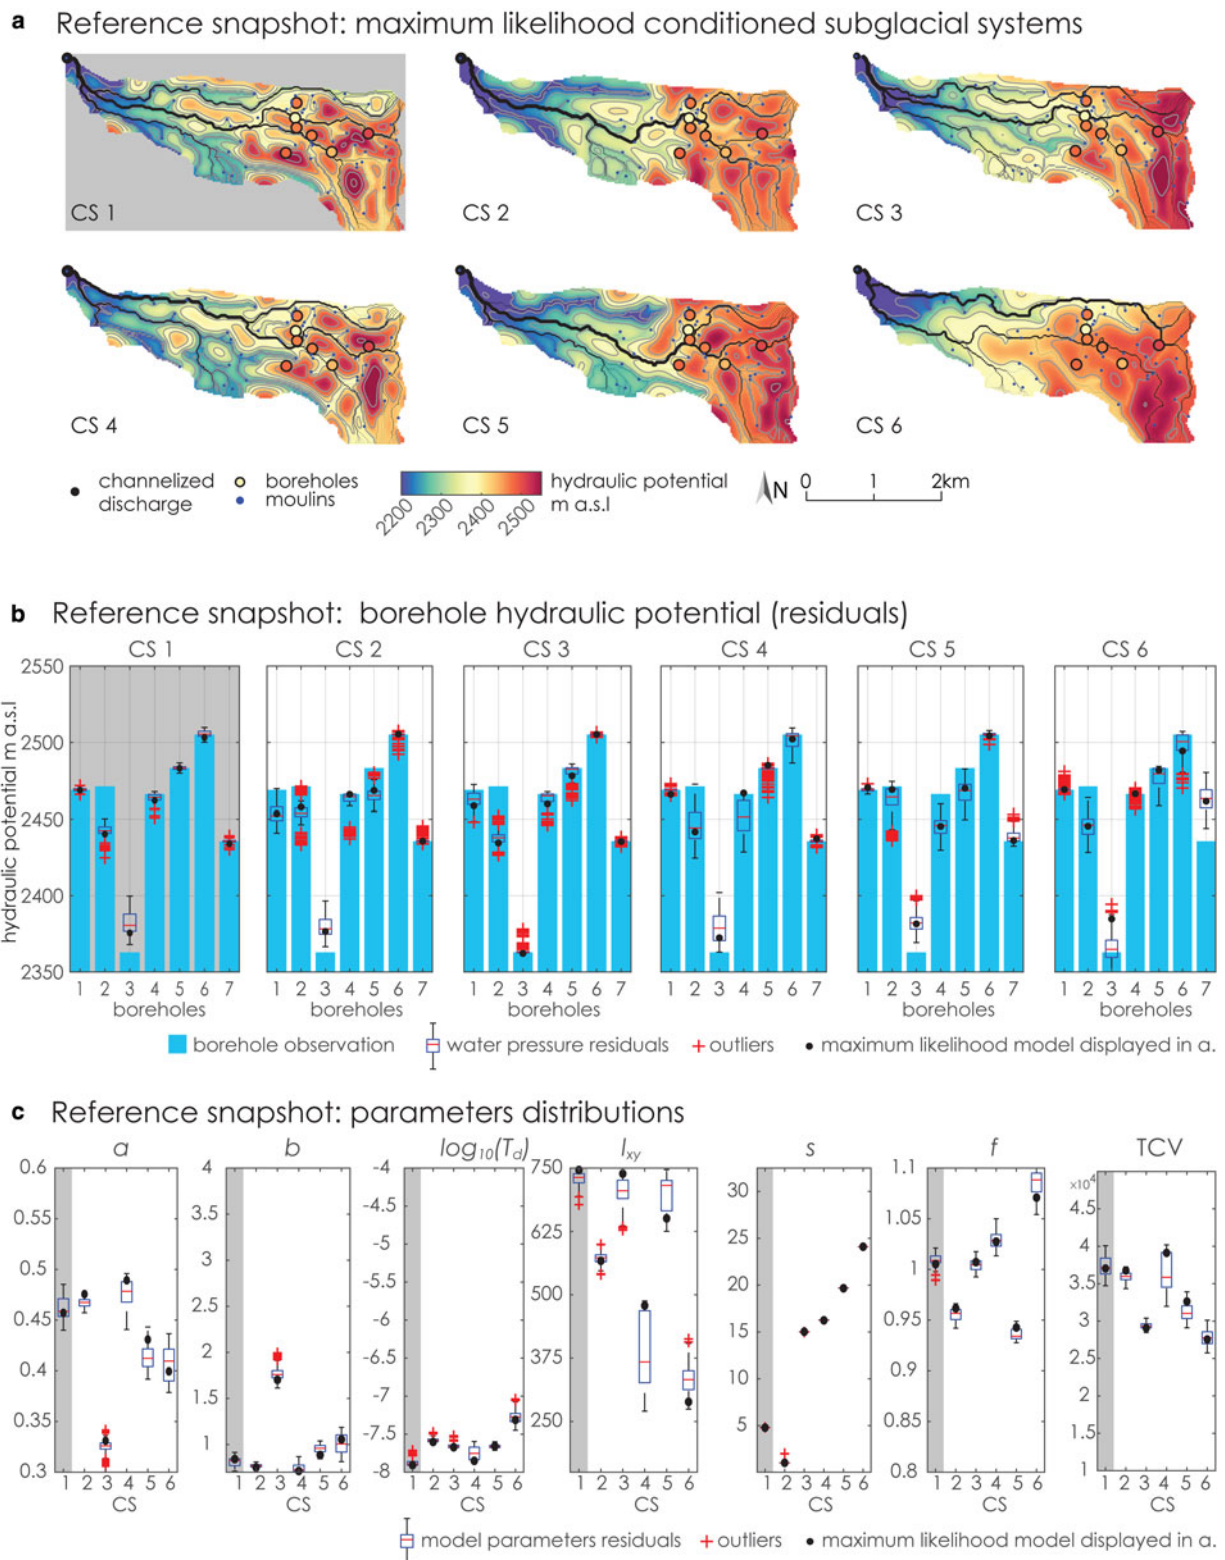 a Reference snapshot: maximum likelihood conditioned subglacial systems
CS 1
CS 2
CS 3
CS 4
CS 5
CS 6
channelized discharge
boreholes
moulins
2200 2300 2400 2500
hydraulic potential
m a.s.l
N
0 1 2km
b Reference snapshot: borehole hydraulic potential (residuals)
CS 1 CS 2 CS 3 CS 4 CS 5 CS 6
hydraulic potential m a.s.l
2550
2500
2450
2400
2350
1 2 3 4 5 6 7 1 2 3 4 5 6 7 1 2 3 4 5 6 7 1 2 3 4 5 6 7 1 2 3 4 5 6 7 1 2 3 4 5 6 7
boreholes boreholes boreholes boreholes boreholes boreholes
borehole observation water pressure residuals outliers maximum likelihood model displayed in a.
c Reference snapshot: parameters distributions
a b log10(Td) lxy s f TCV
0.6
0.55
0.5
0.45
0.4
0.35
0.3
4
3.5
3
2.5
2
1.5
1
-4
-5
-5.5
-6
-6.5
-7
-7.5
-8
750
625
500
375
250
30
25
20
15
10
5
1.1
1.05
1
0.95
0.9
0.85
0.8
×10⁴
4.5
4
3.5
3
2.5
2
1.5
1
1 2 3 4 5 6 1 2 3 4 5 6 1 2 3 4 5 6 1 2 3 4 5 6 1 2 3 4 5 6 1 2 3 4 5 6 1 2 3 4 5 6
CS CS CS CS CS CS CS
model parameters residuals outliers maximum likelihood model displayed in a.